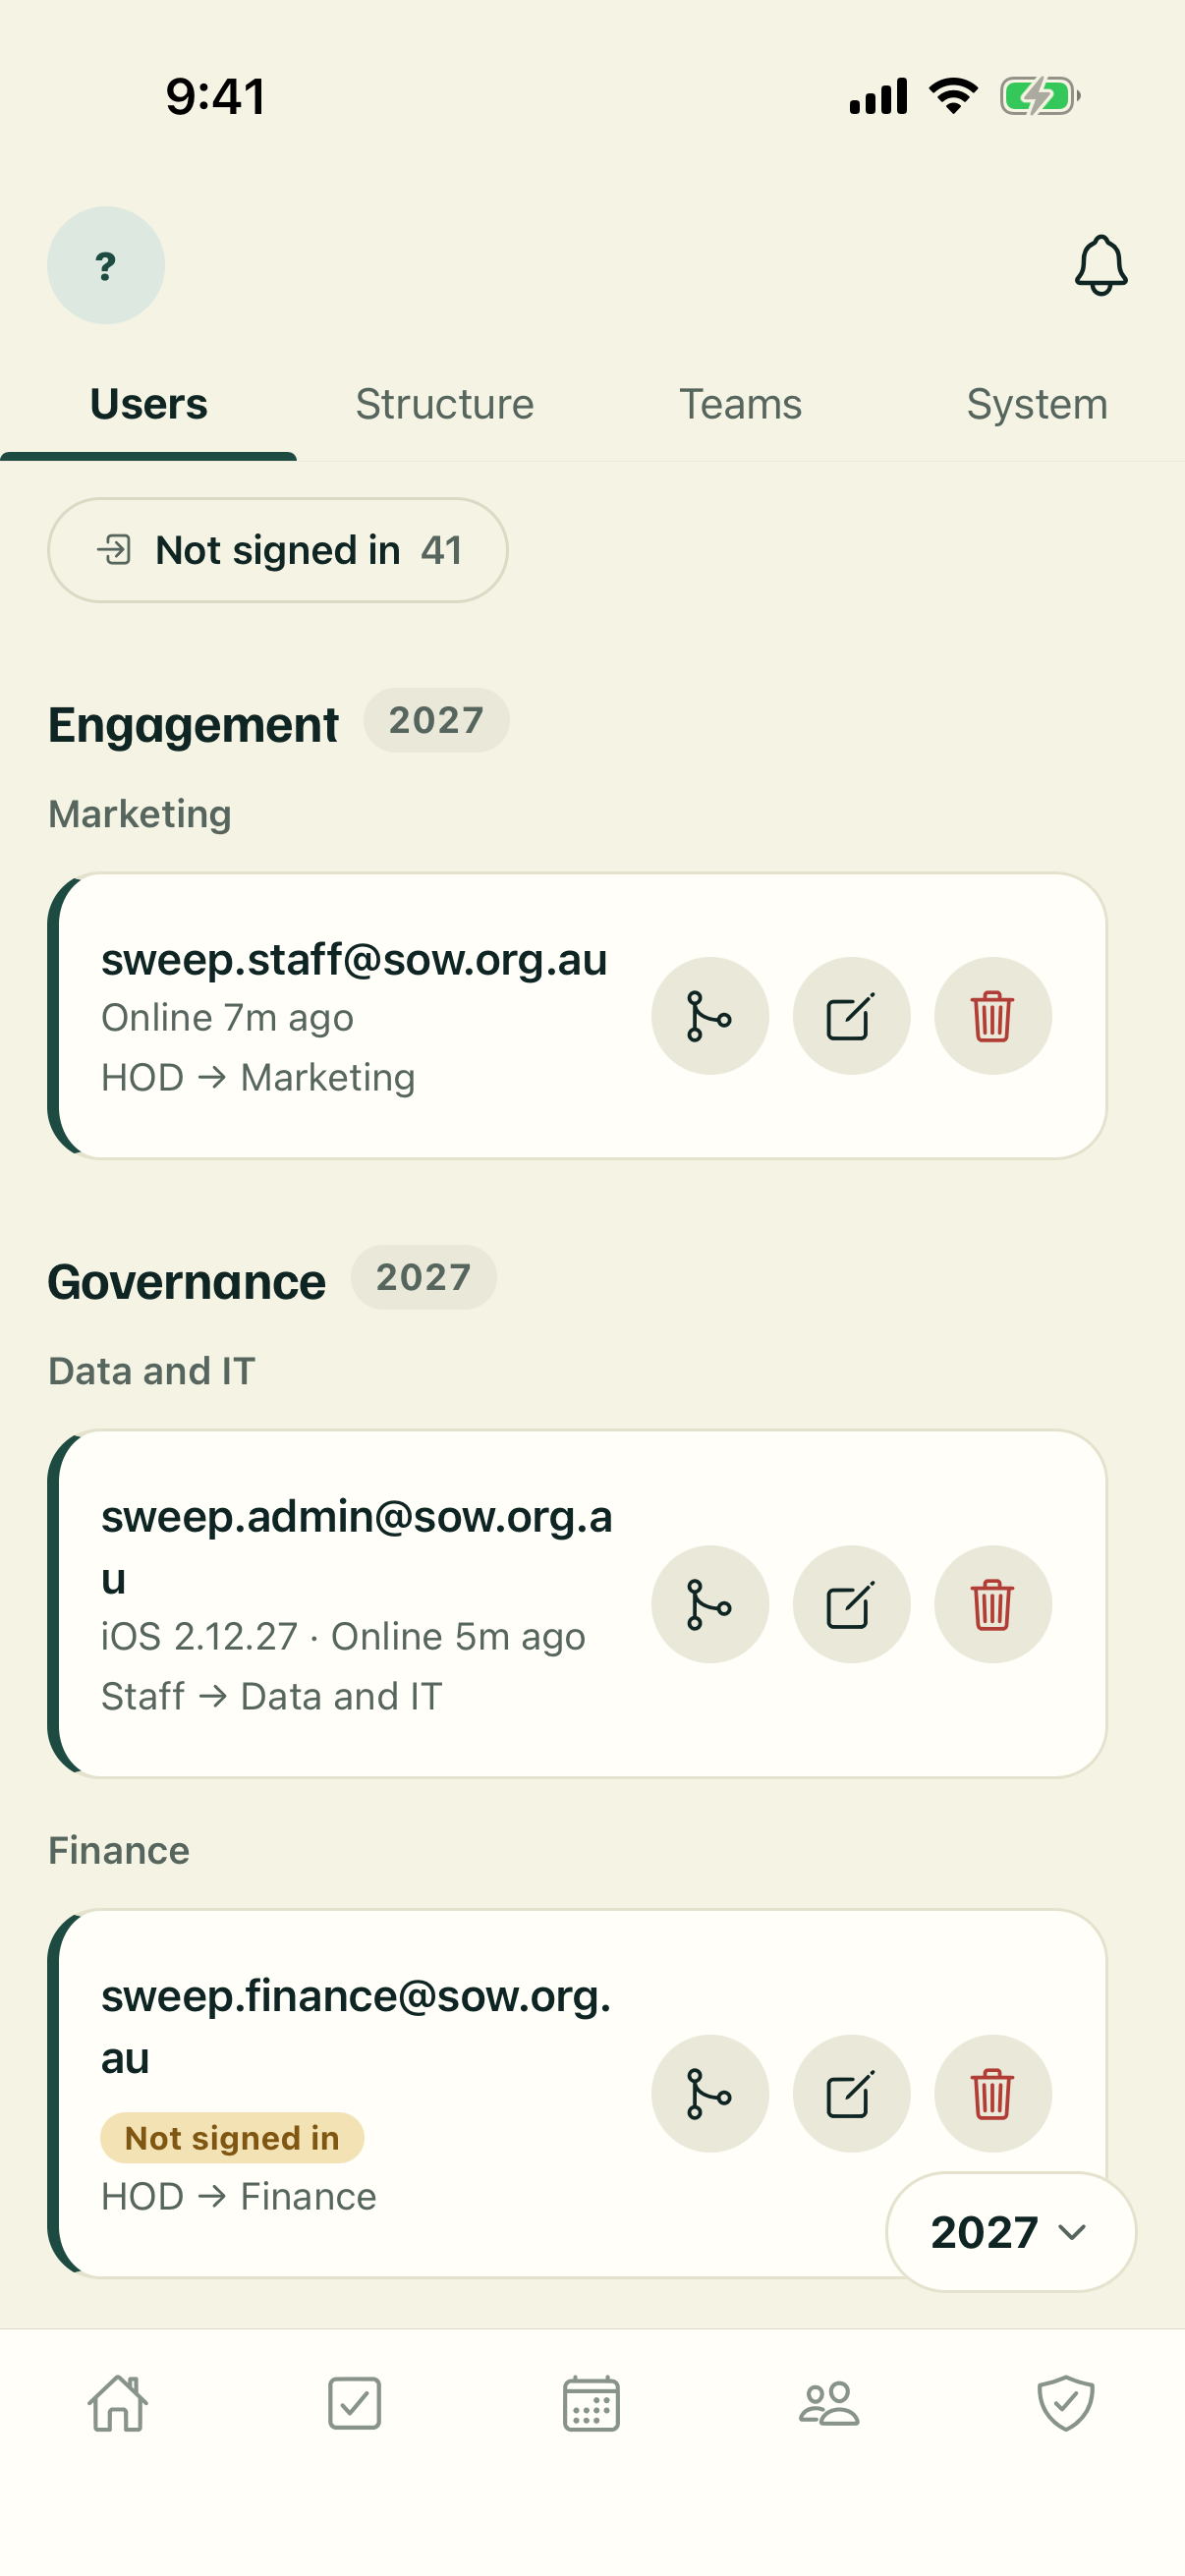 9:41
?
Users Structure Teams System
Not signed in 41
Engagement 2027
Marketing
sweep.staff@sow.org.au
Online 7m ago
HOD → Marketing
Governance 2027
Data and IT
sweep.admin@sow.org.a
u
iOS 2.12.27 · Online 5m ago
Staff → Data and IT
Finance
sweep.finance@sow.org.
au
Not signed in
HOD → Finance
2027